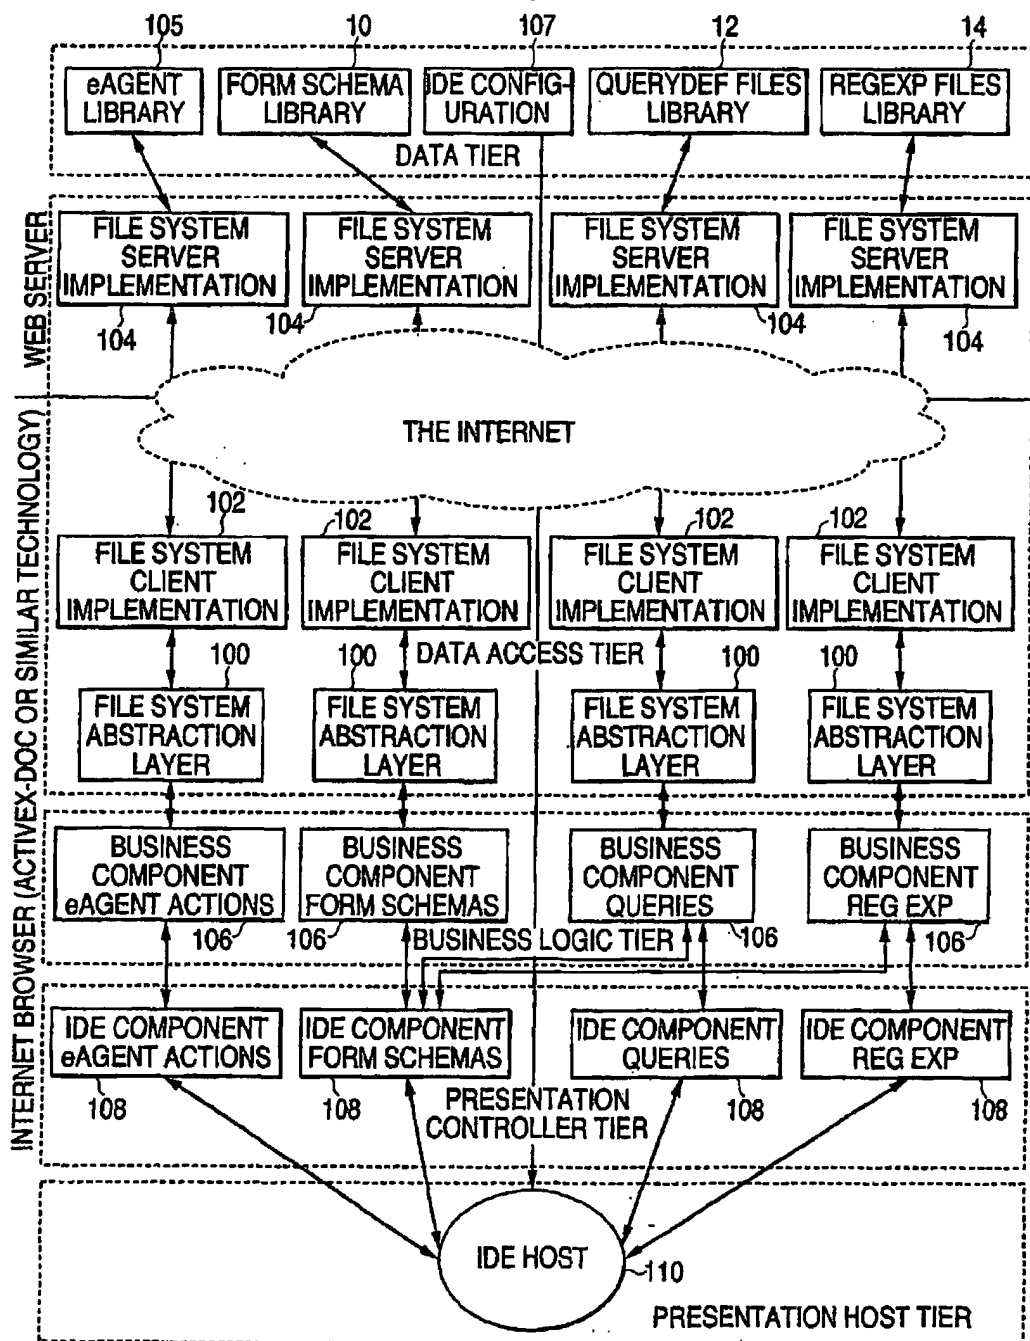 105
10
107
12
14
eAGENT
LIBRARY
FORM SCHEMA
LIBRARY
IDE CONFIG-
URATION
QUERYDEF FILES
LIBRARY
REGEXP FILES
LIBRARY
DATA TIER
WEB SERVER
FILE SYSTEM
SERVER
IMPLEMENTATION
FILE SYSTEM
SERVER
IMPLEMENTATION
FILE SYSTEM
SERVER
IMPLEMENTATION
FILE SYSTEM
SERVER
IMPLEMENTATION
104
104
104
104
THE INTERNET
INTERNET BROWSER (ACTIVEX-DOC OR SIMILAR TECHNOLOGY)
102
102
102
102
FILE SYSTEM
CLIENT
IMPLEMENTATION
FILE SYSTEM
CLIENT
IMPLEMENTATION
FILE SYSTEM
CLIENT
IMPLEMENTATION
FILE SYSTEM
CLIENT
IMPLEMENTATION
DATA ACCESS TIER
100
100
100
100
FILE SYSTEM
ABSTRACTION
LAYER
FILE SYSTEM
ABSTRACTION
LAYER
FILE SYSTEM
ABSTRACTION
LAYER
FILE SYSTEM
ABSTRACTION
LAYER
BUSINESS
COMPONENT
eAGENT ACTIONS
BUSINESS
COMPONENT
FORM SCHEMAS
BUSINESS
COMPONENT
QUERIES
BUSINESS
COMPONENT
REG EXP
106
106
106
106
BUSINESS LOGIC TIER
IDE COMPONENT
eAGENT ACTIONS
IDE COMPONENT
FORM SCHEMAS
IDE COMPONENT
QUERIES
IDE COMPONENT
REG EXP
108
108
108
108
PRESENTATION
CONTROLLER TIER
IDE HOST
110
PRESENTATION HOST TIER